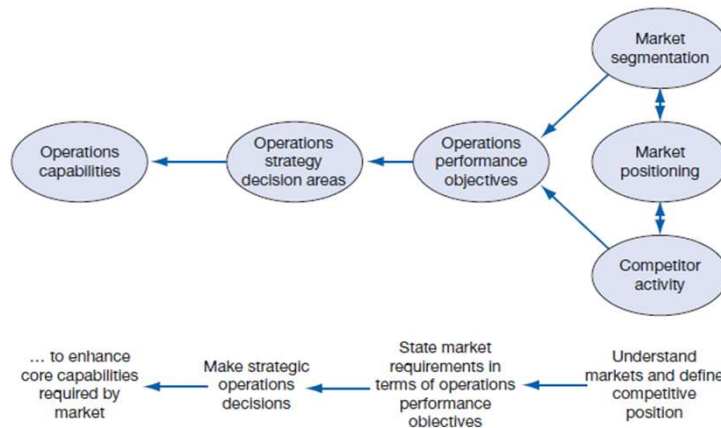 Market
segmentation
Operations
capabilities
Operations
strategy
decision areas
Operations
performance
objectives
Market
positioning
Competitor
activity
… to enhance
core capabilities
required by
market
Make strategic
operations
decisions
State market
requirements in
terms of operations
performance
objectives
Understand
markets and define
competitive
position